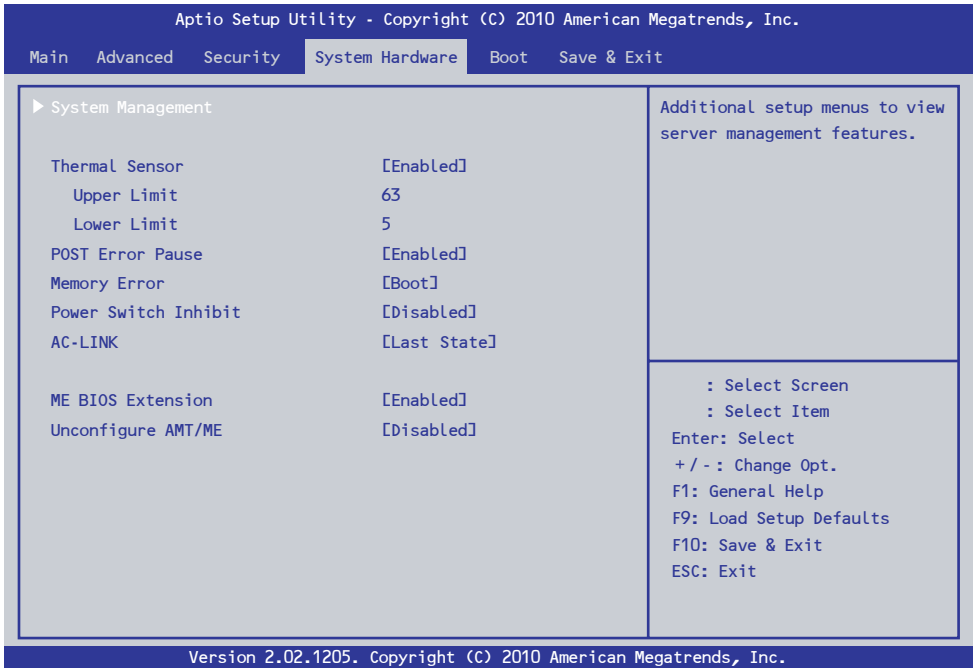 Aptio Setup Utility - Copyright (C) 2010 American Megatrends, Inc.
Main Advanced Security System Hardware Boot Save & Exit
System Management
Thermal Sensor [Enabled]
Upper Limit 63
Lower Limit 5
POST Error Pause [Enabled]
Memory Error [Boot]
Power Switch Inhibit [Disabled]
AC-LINK [Last State]
ME BIOS Extension [Enabled]
Unconfigure AMT/ME [Disabled]
Additional setup menus to view
server management features.
: Select Screen
: Select Item
Enter: Select
+/-: Change Opt.
F1: General Help
F9: Load Setup Defaults
F10: Save & Exit
ESC: Exit
Version 2.02.1205. Copyright (C) 2010 American Megatrends, Inc.